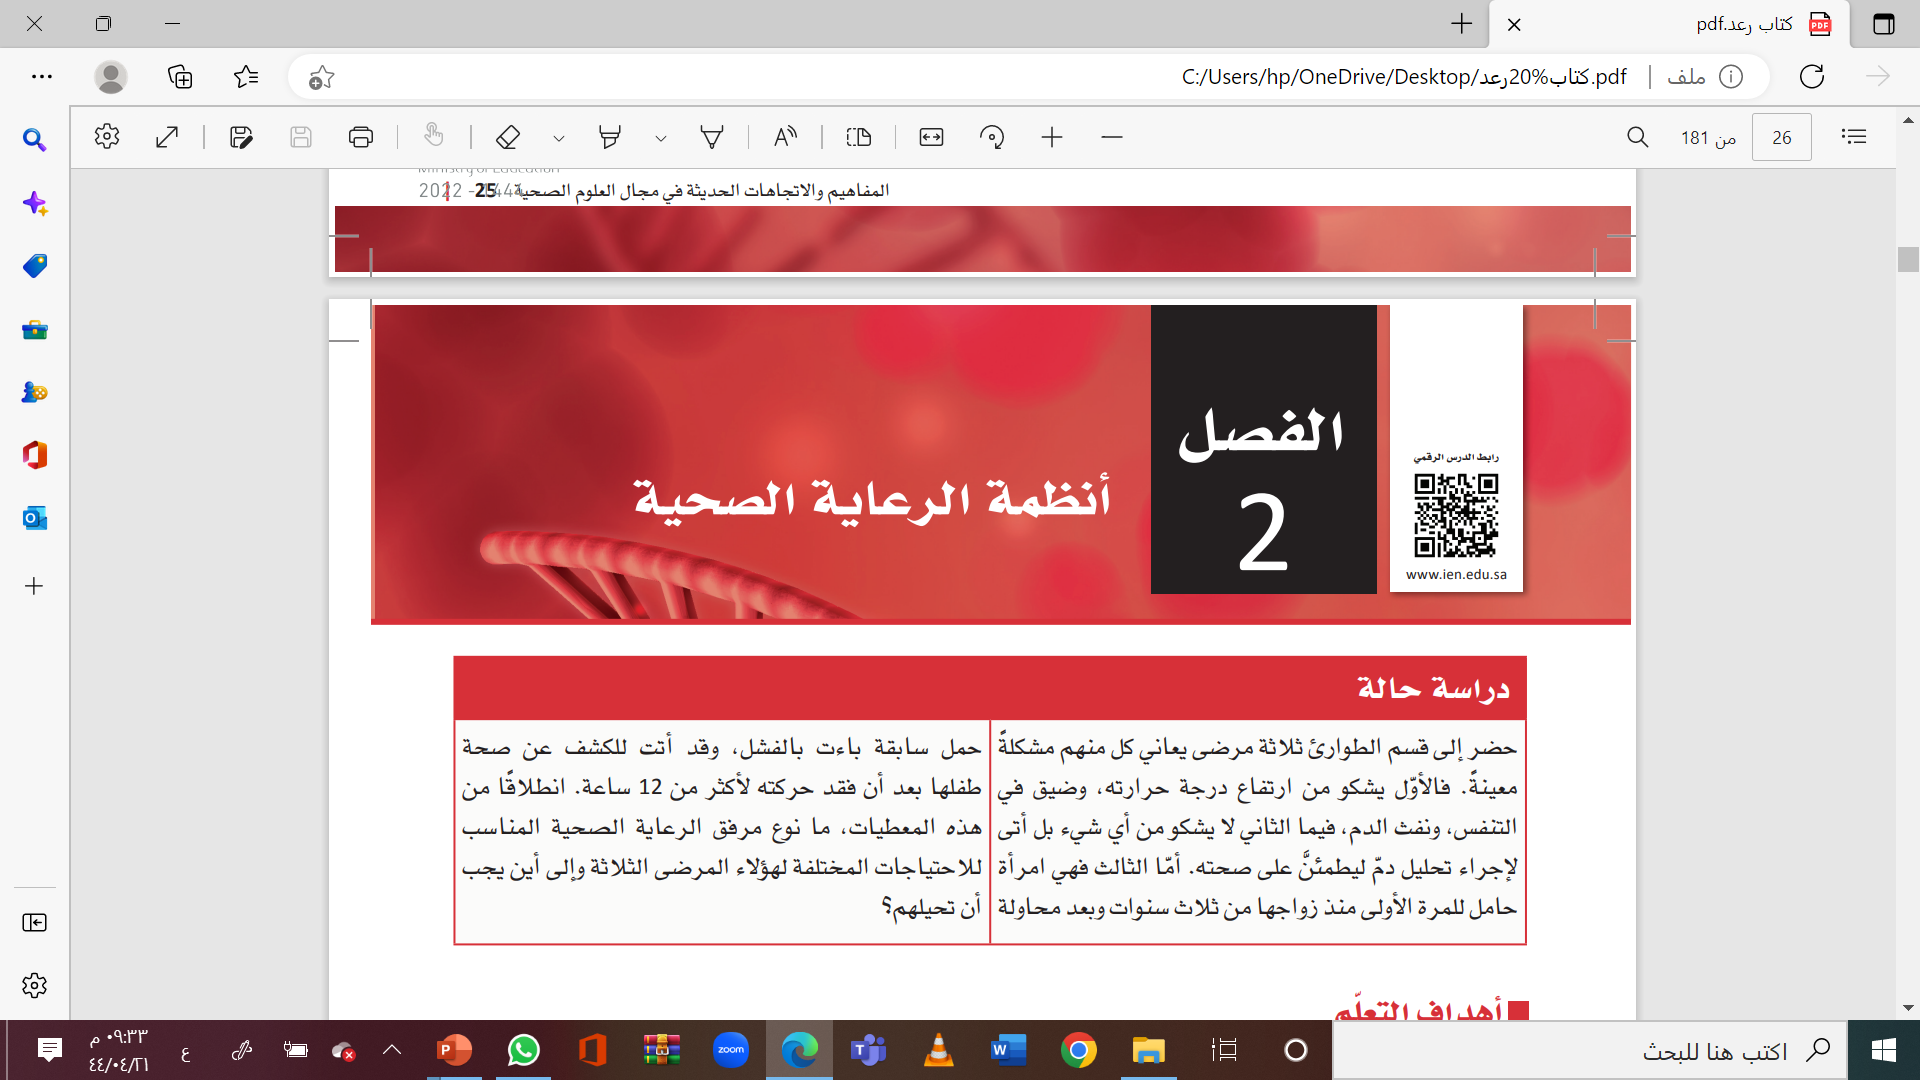 كتاب رعد.pdf
ملف
C:/Users/hp/OneDrive/Desktop/كتاب%20رعد.pdf
26
من 181
المفاهيم والاتجاهات الحديثة في مجال العلوم الصحية 25
2022 - 1444
رابط الدرس الرقمي
www.ien.edu.sa
الفصل
2
أنظمة الرعاية الصحية
دراسة حالة
حضر إلى قسم الطوارئ ثلاثة مرضى يعاني كل منهم مشكلةً
معينةً. فالأوّل يشكو من ارتفاع درجة حرارته، وضيق في
التنفس، ونفث الدم، فيما الثاني لا يشكو من أي شيء بل أتى
لإجراء تحليل دمّ ليطمئنَّ على صحته. أمّا الثالث فهي امرأة
حامل للمرة الأولى منذ زواجها من ثلاث سنوات وبعد محاولة
حمل سابقة باءت بالفشل، وقد أتت للكشف عن صحة
طفلها بعد أن فقد حركته لأكثر من 12 ساعة. انطلاقًا من
هذه المعطيات، ما نوع مرفق الرعاية الصحية المناسب
للاحتياجات المختلفة لهؤلاء المرضى الثلاثة وإلى أين يجب
أن تحيلهم؟
أهداف التعلّم
اكتب هنا للبحث
zoom
ع
٠٩:٣٣ م
٤٤/٠٤/٢١